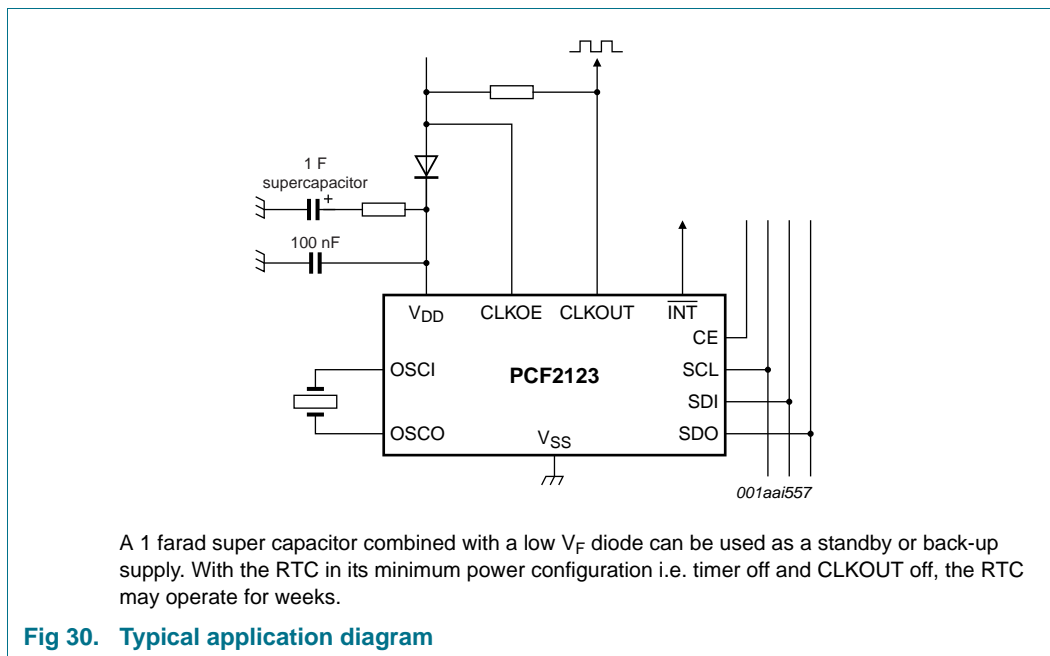 1 F
supercapacitor
+
100 nF
VDD
CLKOE
CLKOUT
INT
CE
OSCI
PCF2123
SCL
SDI
OSCO
VSS
SDO
001aai557
A 1 farad super capacitor combined with a low VF diode can be used as a standby or back-up
supply. With the RTC in its minimum power configuration i.e. timer off and CLKOUT off, the RTC
may operate for weeks.
Fig 30. Typical application diagram